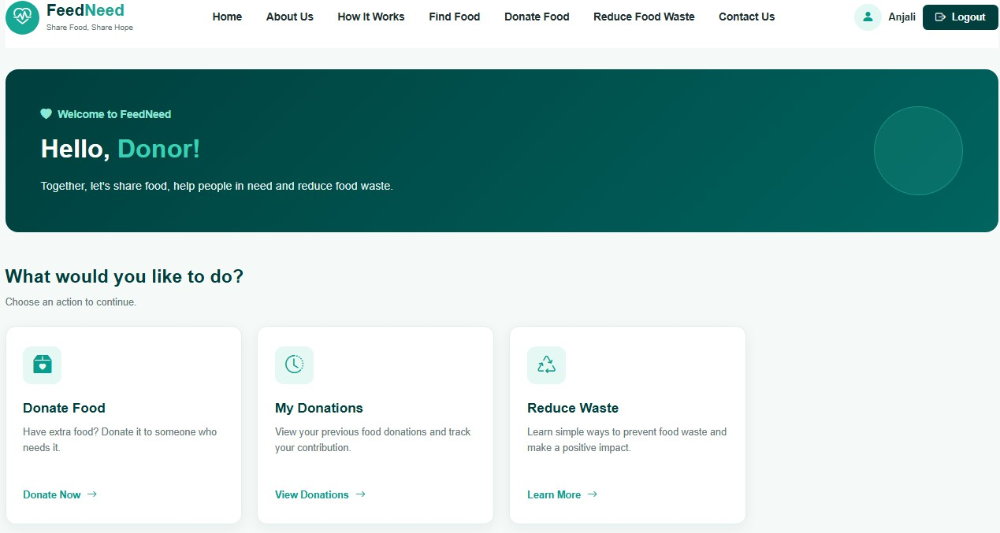 FeedNeed
Share Food, Share Hope
Home About Us How It Works Find Food Donate Food Reduce Food Waste Contact Us
Anjali Logout
Welcome to FeedNeed
Hello, Donor!
Together, let's share food, help people in need and reduce food waste.
What would you like to do?
Choose an action to continue.
Donate Food
Have extra food? Donate it to someone who
needs it.
Donate Now →
My Donations
View your previous food donations and track
your contribution.
View Donations →
Reduce Waste
Learn simple ways to prevent food waste and
make a positive impact.
Learn More →